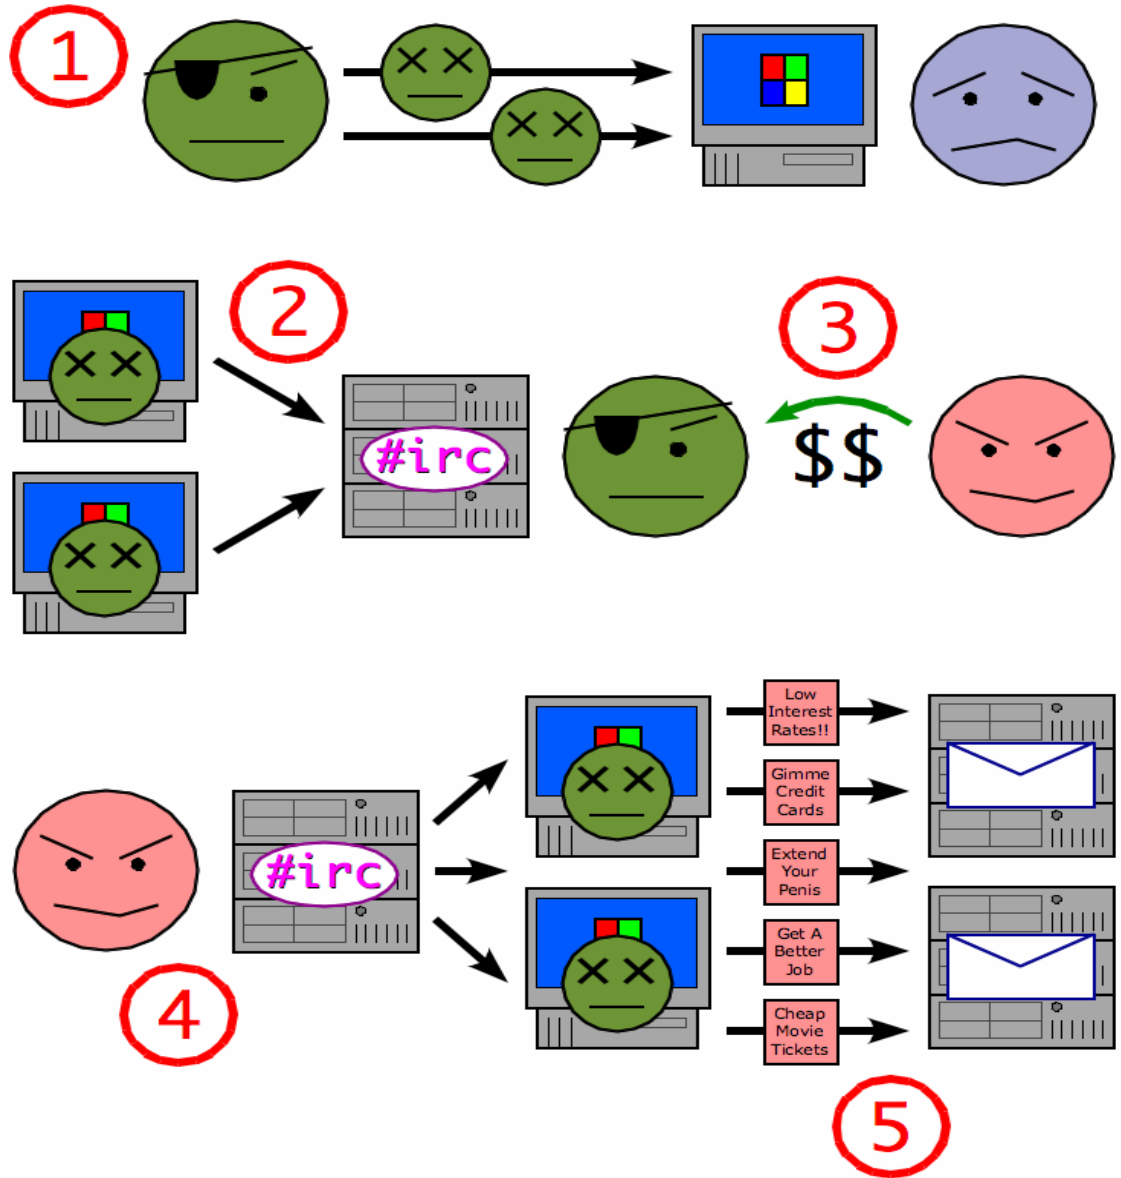 1
2
3
#irc
$$
#irc
4
Low
Interest
Rates!!
Gimme
Credit
Cards
Extend
Your
Penis
Get A
Better
Job
Cheap
Movie
Tickets
5